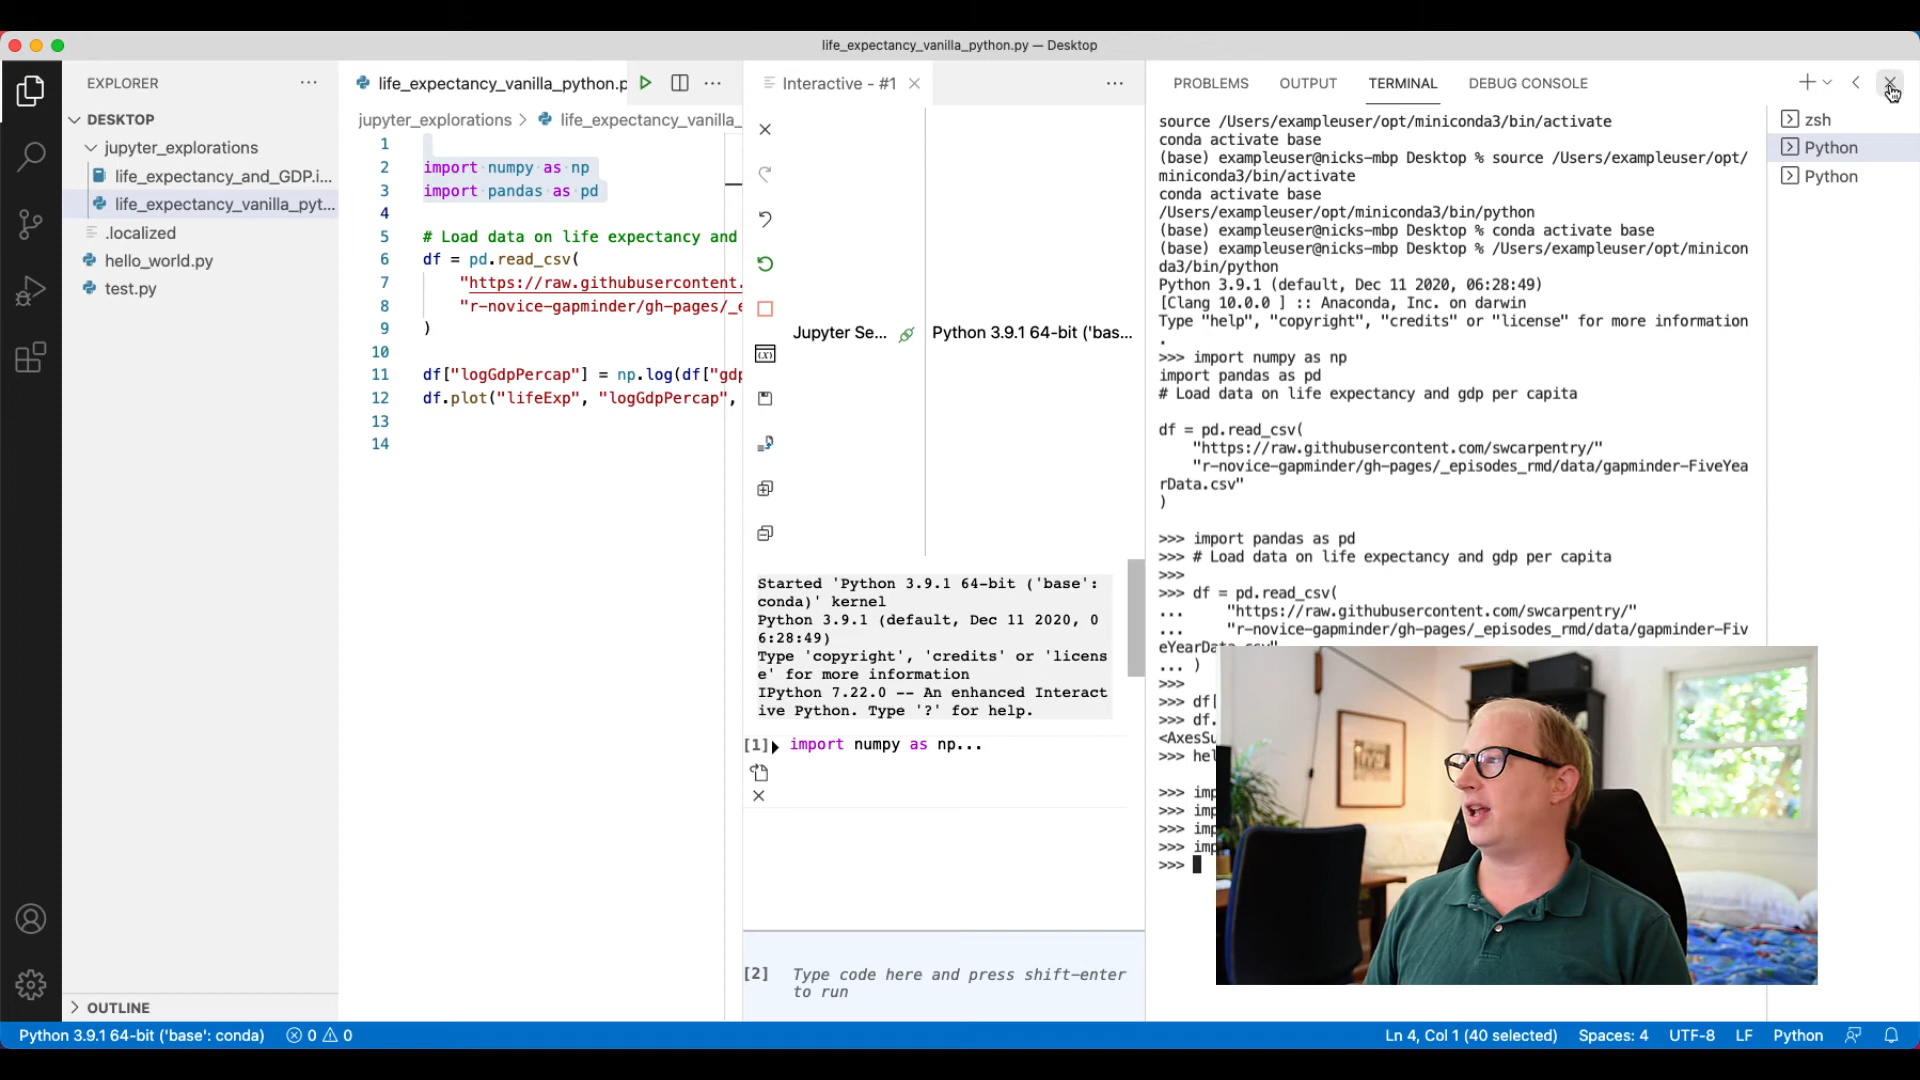 life_expectancy_vanilla_python.py — Desktop
EXPLORER
DESKTOP
jupyter_explorations
life_expectancy_and_GDP.i...
life_expectancy_vanilla_pyt...
.localized
hello_world.py
test.py
OUTLINE
life_expectancy_vanilla_python.p
jupyter_explorations > life_expectancy_vanilla_
1
2 import numpy as np
3 import pandas as pd
4
5 # Load data on life expectancy and
6 df = pd.read_csv(
7 "https://raw.githubusercontent.
8 "r-novice-gapminder/gh-pages/_e
9 )
10
11 df["logGdpPercap"] = np.log(df["gdp
12 df.plot("lifeExp", "logGdpPercap",
13
14
Interactive - #1
Jupyter Se...
Python 3.9.1 64-bit ('bas...
Started 'Python 3.9.1 64-bit ('base':
conda)' kernel
Python 3.9.1 (default, Dec 11 2020, 0
6:28:49)
Type 'copyright', 'credits' or 'licens
e' for more information
IPython 7.22.0 -- An enhanced Interact
ive Python. Type '?' for help.
[1] import numpy as np...
[2] Type code here and press shift-enter
to run
PROBLEMS OUTPUT TERMINAL DEBUG CONSOLE
source /Users/exampleuser/opt/miniconda3/bin/activate
conda activate base
(base) exampleuser@nicks-mbp Desktop % source /Users/exampleuser/opt/
miniconda3/bin/activate
conda activate base
/Users/exampleuser/opt/miniconda3/bin/python
(base) exampleuser@nicks-mbp Desktop % conda activate base
(base) exampleuser@nicks-mbp Desktop % /Users/exampleuser/opt/minicon
da3/bin/python
Python 3.9.1 (default, Dec 11 2020, 06:28:49)
[Clang 10.0.0 ] :: Anaconda, Inc. on darwin
Type "help", "copyright", "credits" or "license" for more information
.
>>> import numpy as np
import pandas as pd
# Load data on life expectancy and gdp per capita
df = pd.read_csv(
"https://raw.githubusercontent.com/swcarpentry/"
"r-novice-gapminder/gh-pages/_episodes_rmd/data/gapminder-FiveYea
rData.csv"
)
>>> import pandas as pd
>>> # Load data on life expectancy and gdp per capita
>>>
>>> df = pd.read_csv(
... "https://raw.githubusercontent.com/swcarpentry/"
... "r-novice-gapminder/gh-pages/_episodes_rmd/data/gapminder-Fiv
eYearData.csv"
... )
>>>
>>> df[
>>> df.
<AxesSu
>>> hel
>>> imp
>>> imp
>>> imp
>>> imp
>>>
zsh
Python
Python
Python 3.9.1 64-bit ('base': conda) 0 0
Ln 4, Col 1 (40 selected) Spaces: 4 UTF-8 LF Python